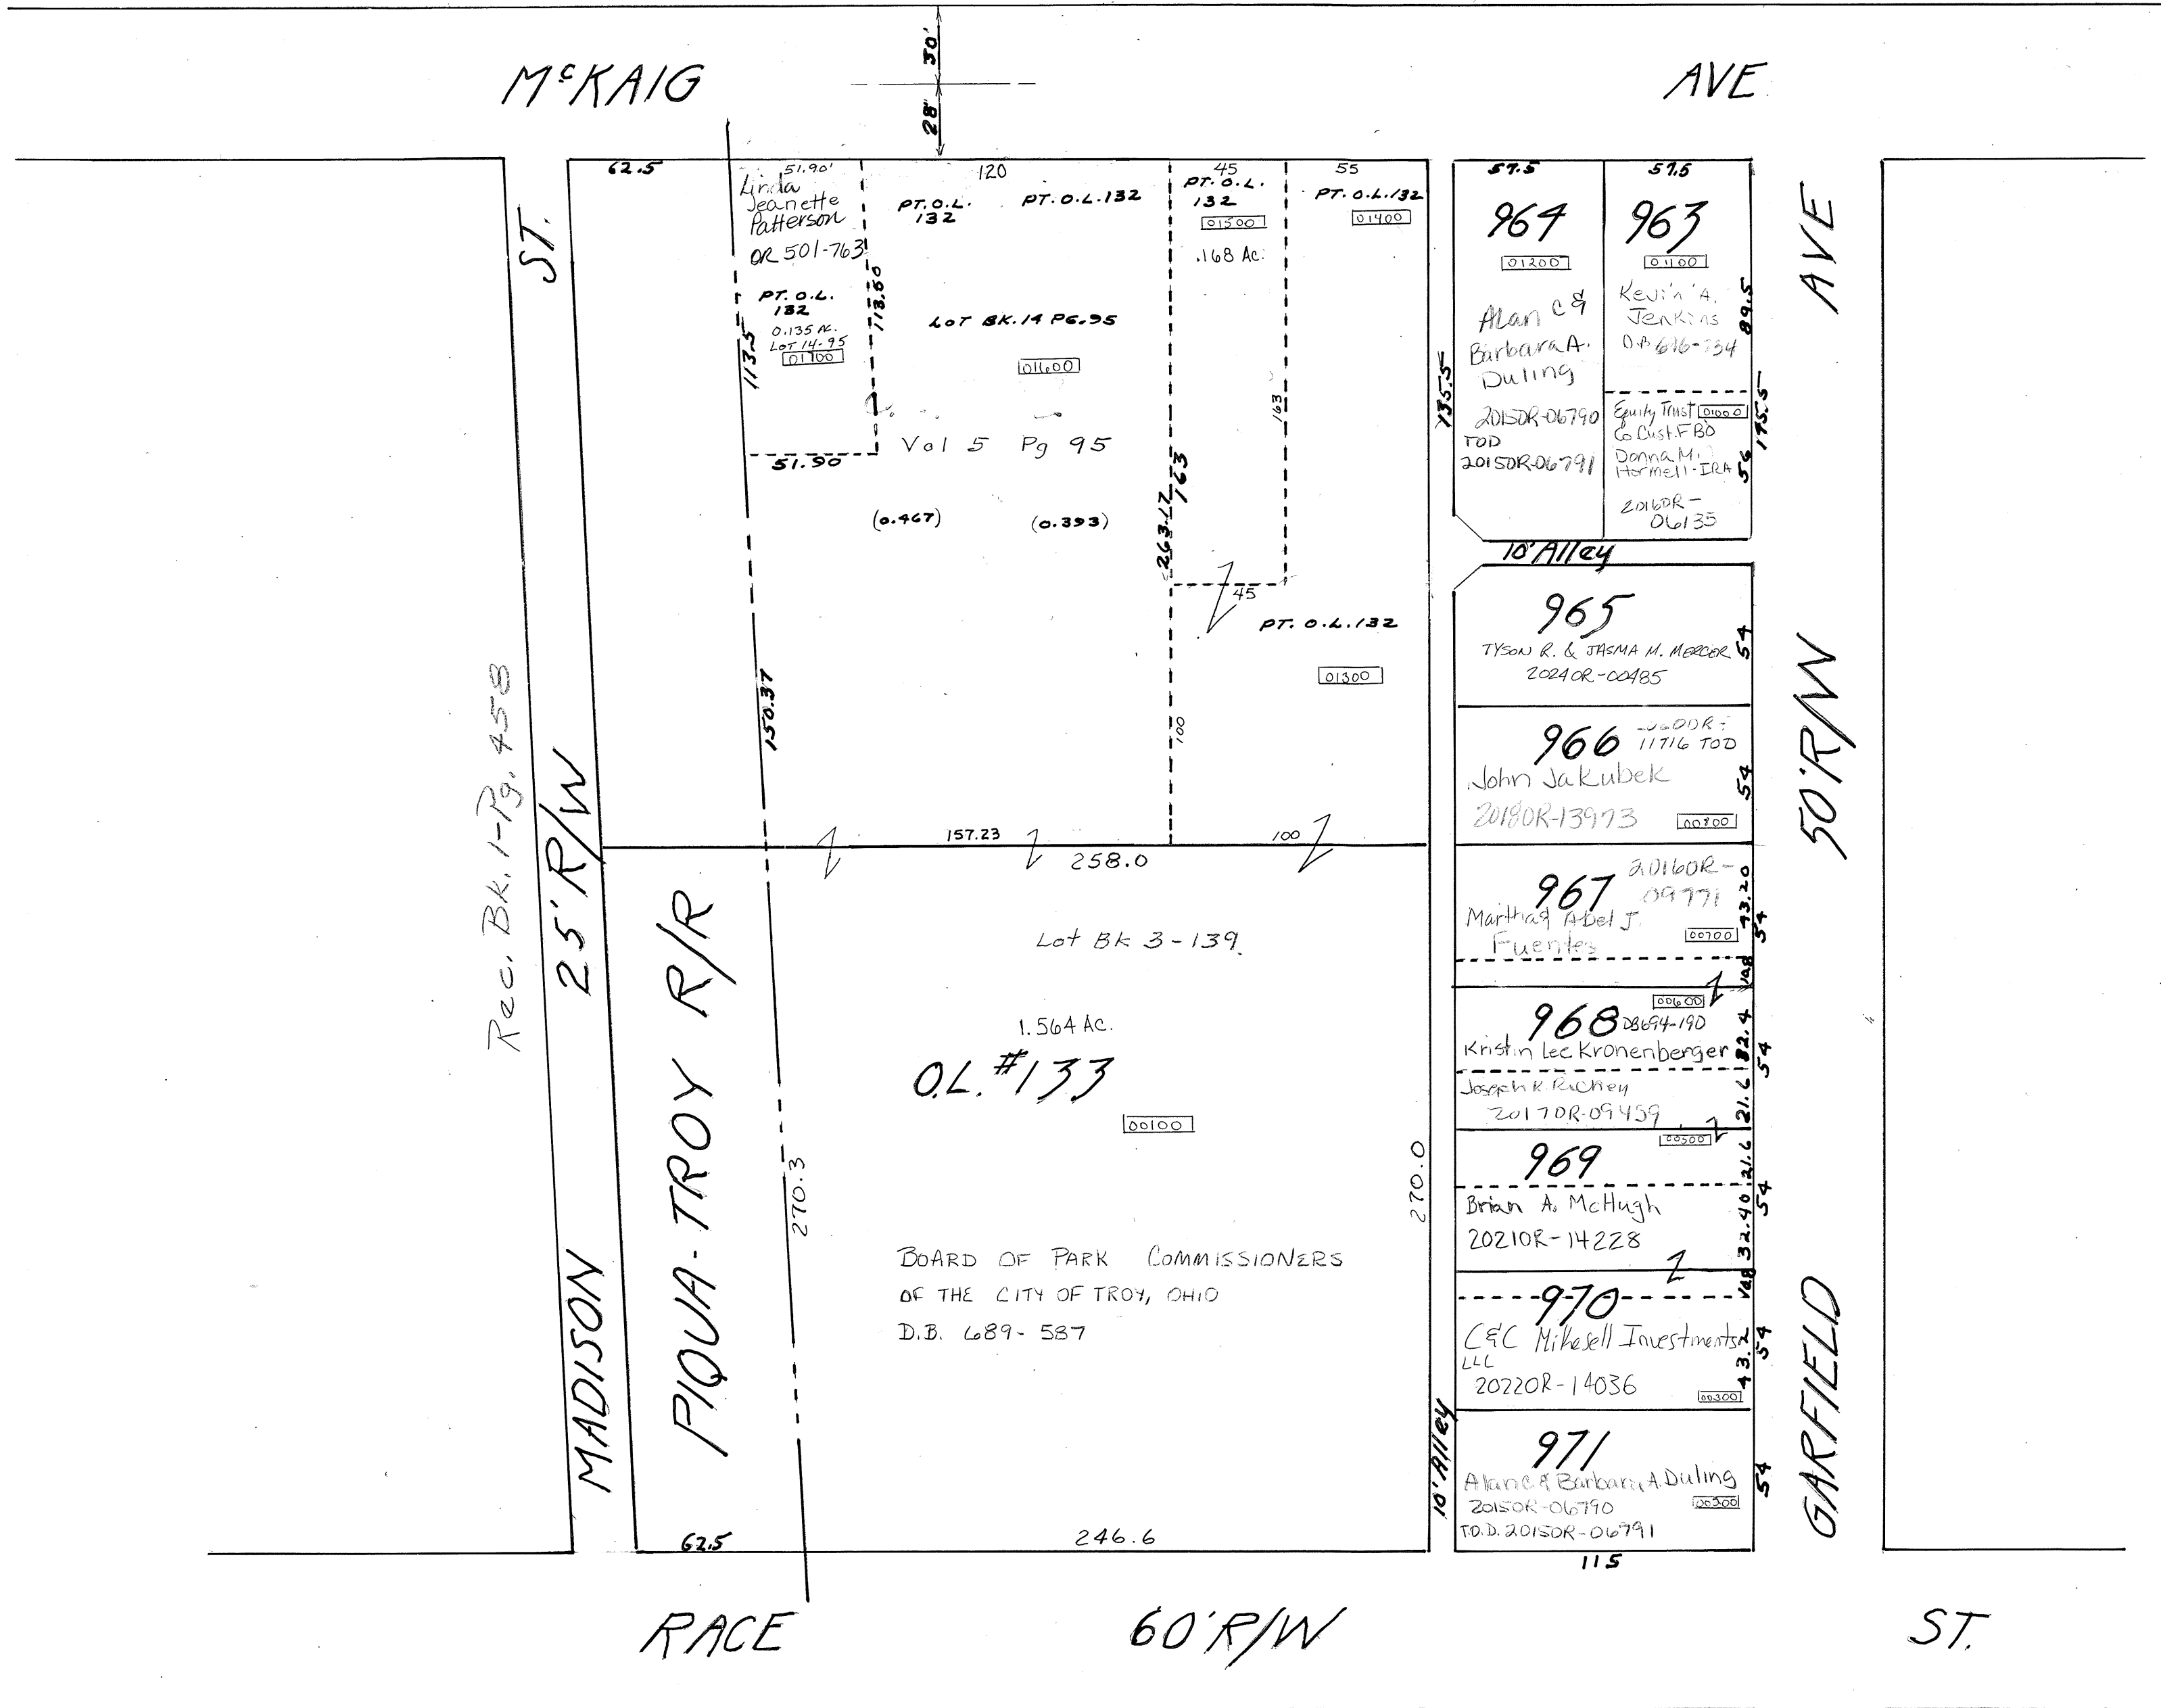 30'
McKAIG
AVE.
28'
62.5
51.90'
120
45
55
57.5
57.5
Linda
Jeanette
Patterson
OR 501-763
PT. O.L.
132
0.135 AC.
LOT 14-95
01700
113.5
113.50
51.90
PT. O.L.
132
PT. O.L. 132
LOT BK. 14 PG. 95
01600
Vol 5 Pg 95
(0.467)
(0.393)
PT. O.L.
132
01500
.168 Ac.
163
263.17
163
45
PT. O.L. 132
01400
PT. O.L. 132
01300
100
150.37
157.23
100
258.0
964
01200
Alan C &
Barbara A.
Duling
2015OR-06790
TOD
2015OR-06791
135.5
963
01100
Kevin A.
Jenkins
89.5
Equity Trust 01000
Co Cust. FBO
Donna M.
Hormell-IRA
2016OR-
06135
56
175.5
10' Alley
965
TYSON R. & JASMA M. MERCER
2024OR-00485
54
966
11716 TOD
John Jakubek
2018OR-13973
00800
54
967
2016OR-
09771
Martha & Abel J.
Fuentes
00700
43.20
54
10.8
00600
968 DB694-190
Kristin Lee Kronenberger
32.4
54
Joseph K. Richey
2017OR-09459
21.6
00500
969
21.6
Brian A. McHugh
2021OR-14228
32.40
54
10.8
970
C&C Mikesell Investments
LLC
2022OR-14036
00300
43.2
54
971
Alan C & Barbara A. Duling
2015OR-06790
00200
T.O.D. 2015OR-06791
54
115
Lot Bk 3-139
1.564 AC.
O.L. #133
00100
BOARD OF PARK COMMISSIONERS
OF THE CITY OF TROY, OHIO
D.B. 689-587
270.3
270.0
10' Alley
62.5
246.6
PIQUA-TROY R/R
MADISON 25' R/W ST.
Rec. Bk. 1-Pg. 458
GARFIELD 50' R/W AVE
RACE 60' R/W ST.